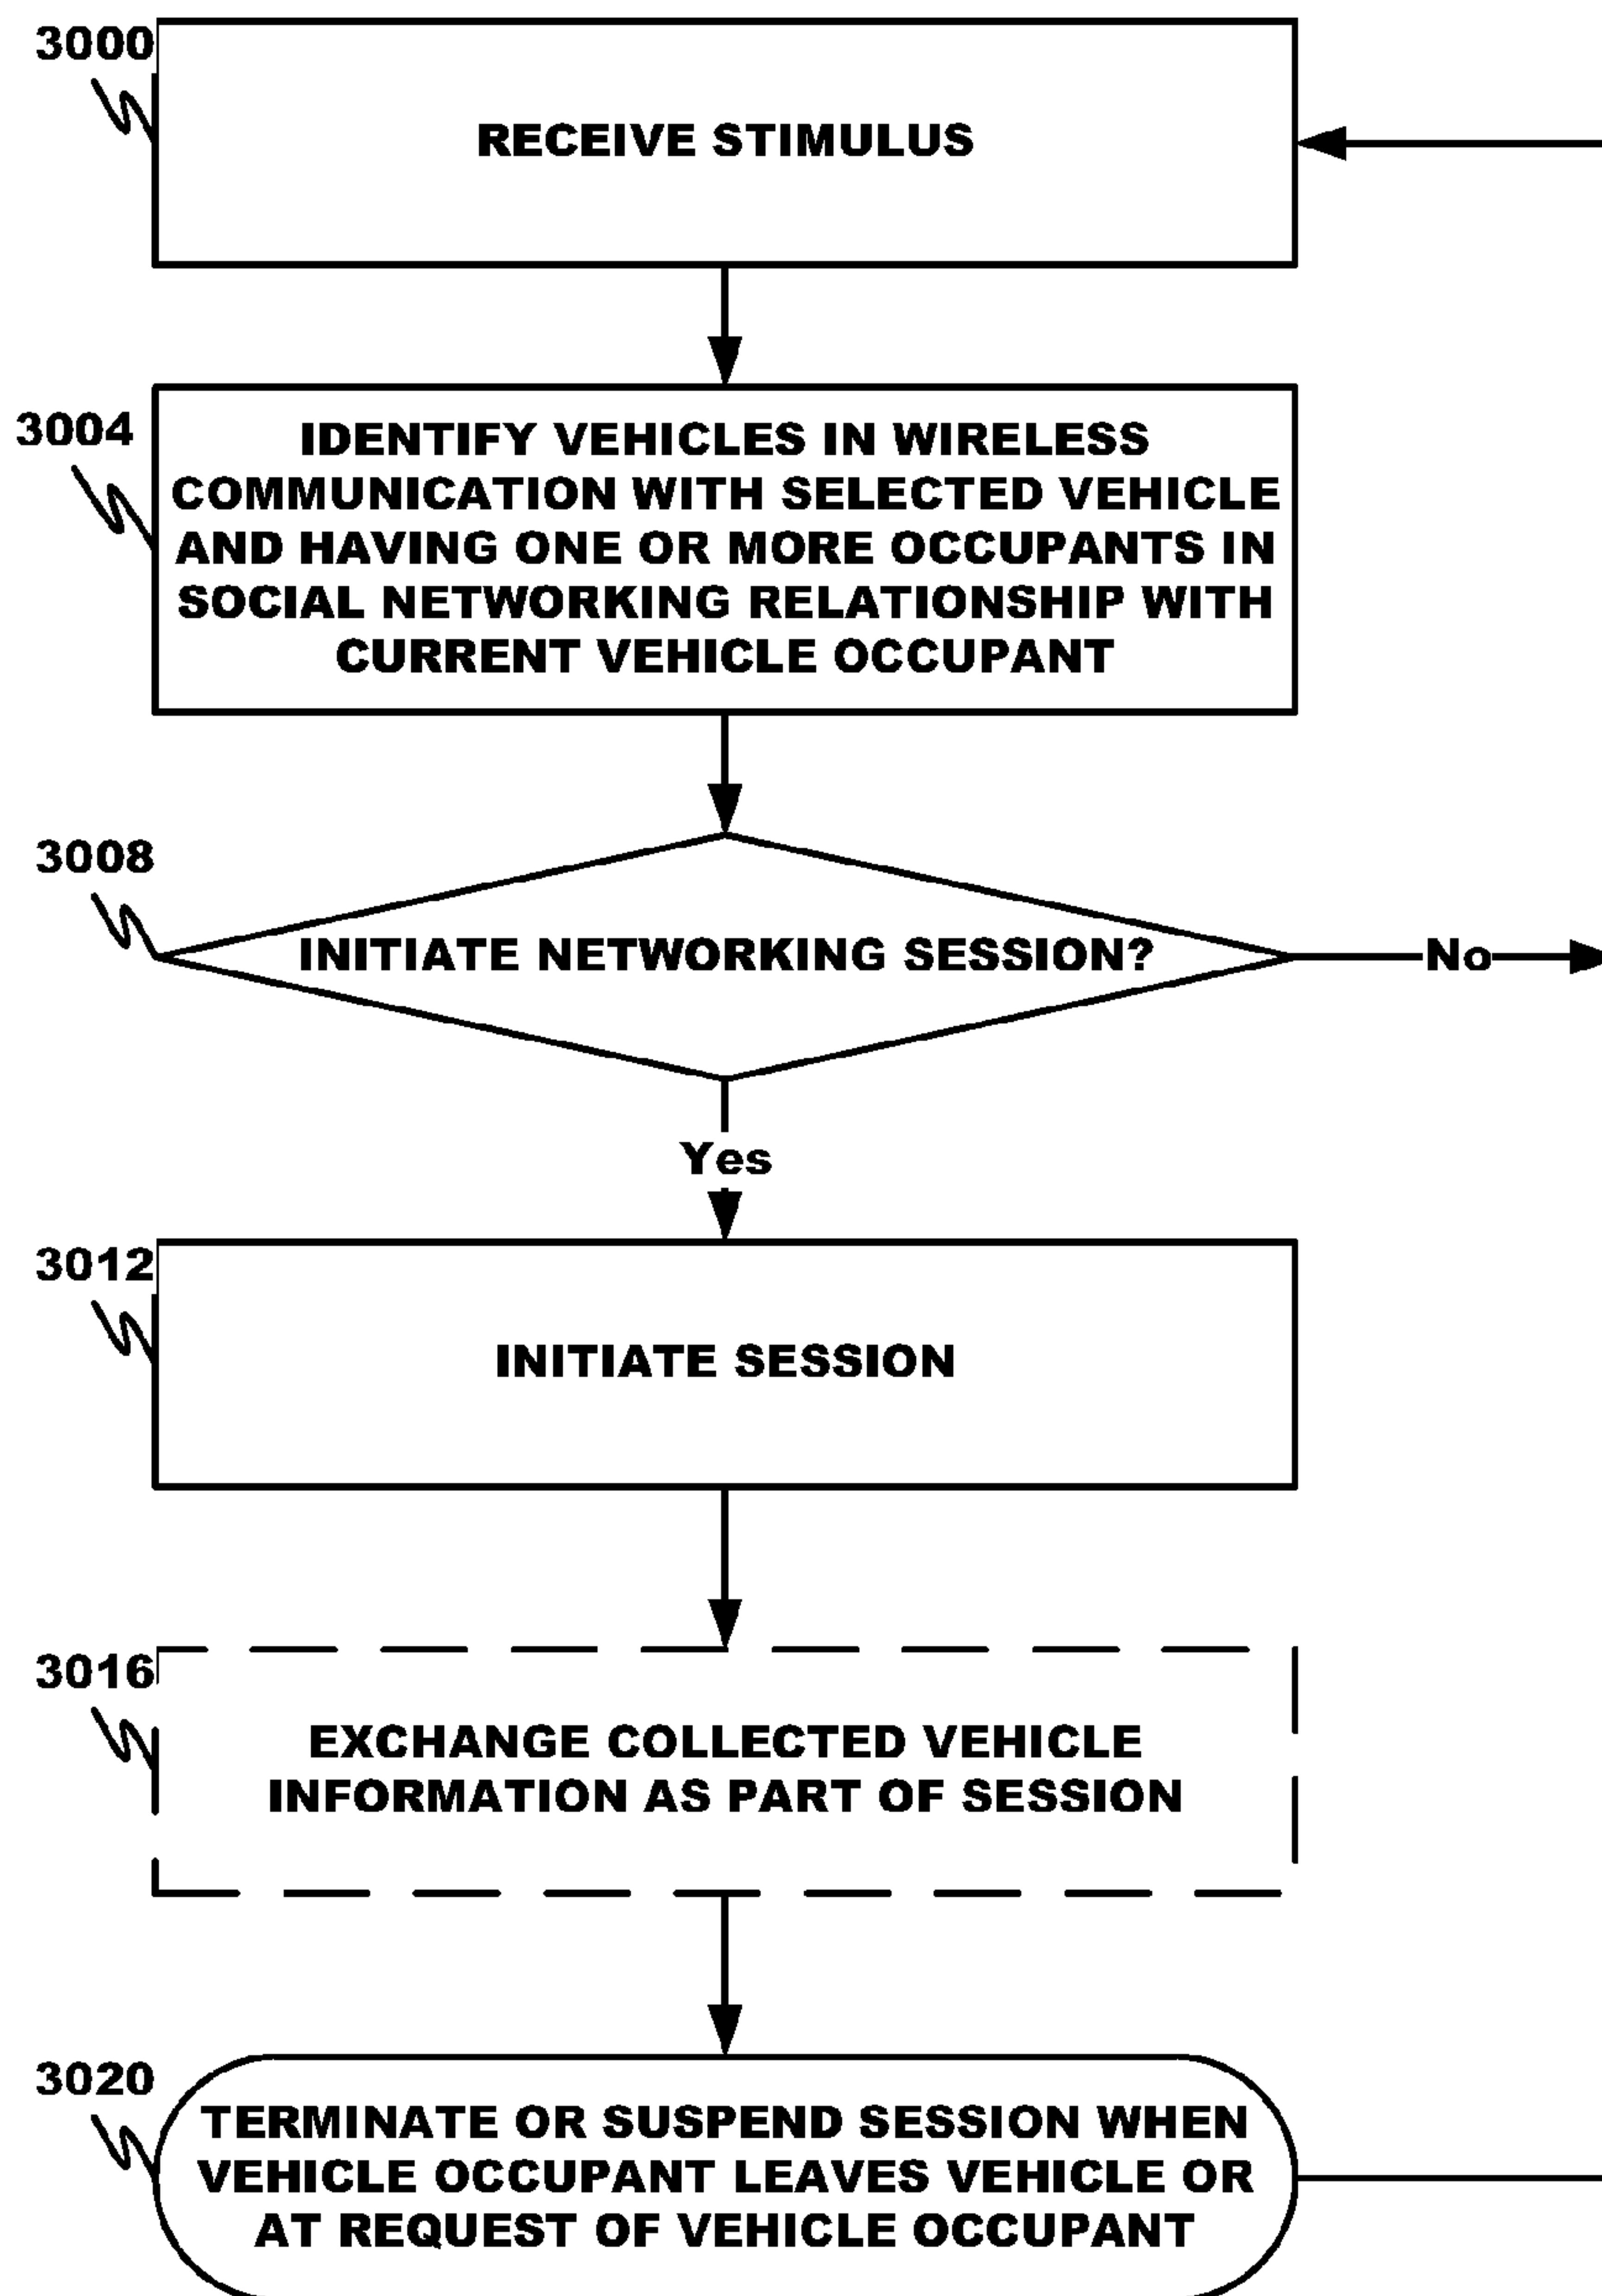 3000
RECEIVE STIMULUS
3004
IDENTIFY VEHICLES IN WIRELESS
COMMUNICATION WITH SELECTED VEHICLE
AND HAVING ONE OR MORE OCCUPANTS IN
SOCIAL NETWORKING RELATIONSHIP WITH
CURRENT VEHICLE OCCUPANT
3008
INITIATE NETWORKING SESSION?
No
Yes
3012
INITIATE SESSION
3016
EXCHANGE COLLECTED VEHICLE
INFORMATION AS PART OF SESSION
3020
TERMINATE OR SUSPEND SESSION WHEN
VEHICLE OCCUPANT LEAVES VEHICLE OR
AT REQUEST OF VEHICLE OCCUPANT